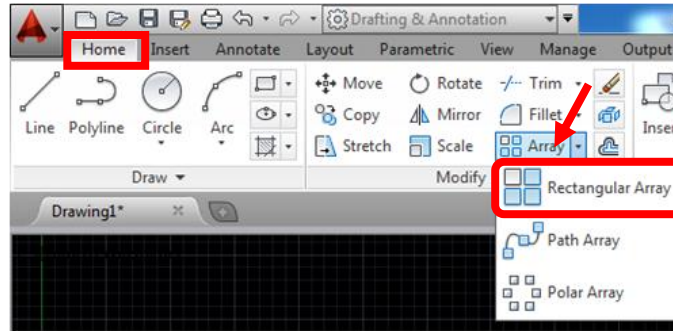 Drafting & Annotation
Home Insert Annotate Layout Parametric View Manage Output
Move Rotate Trim
Copy Mirror Fillet
Line Polyline Circle Arc
Stretch Scale Array
Draw Modify
Rectangular Array
Drawing1*
Path Array
Polar Array